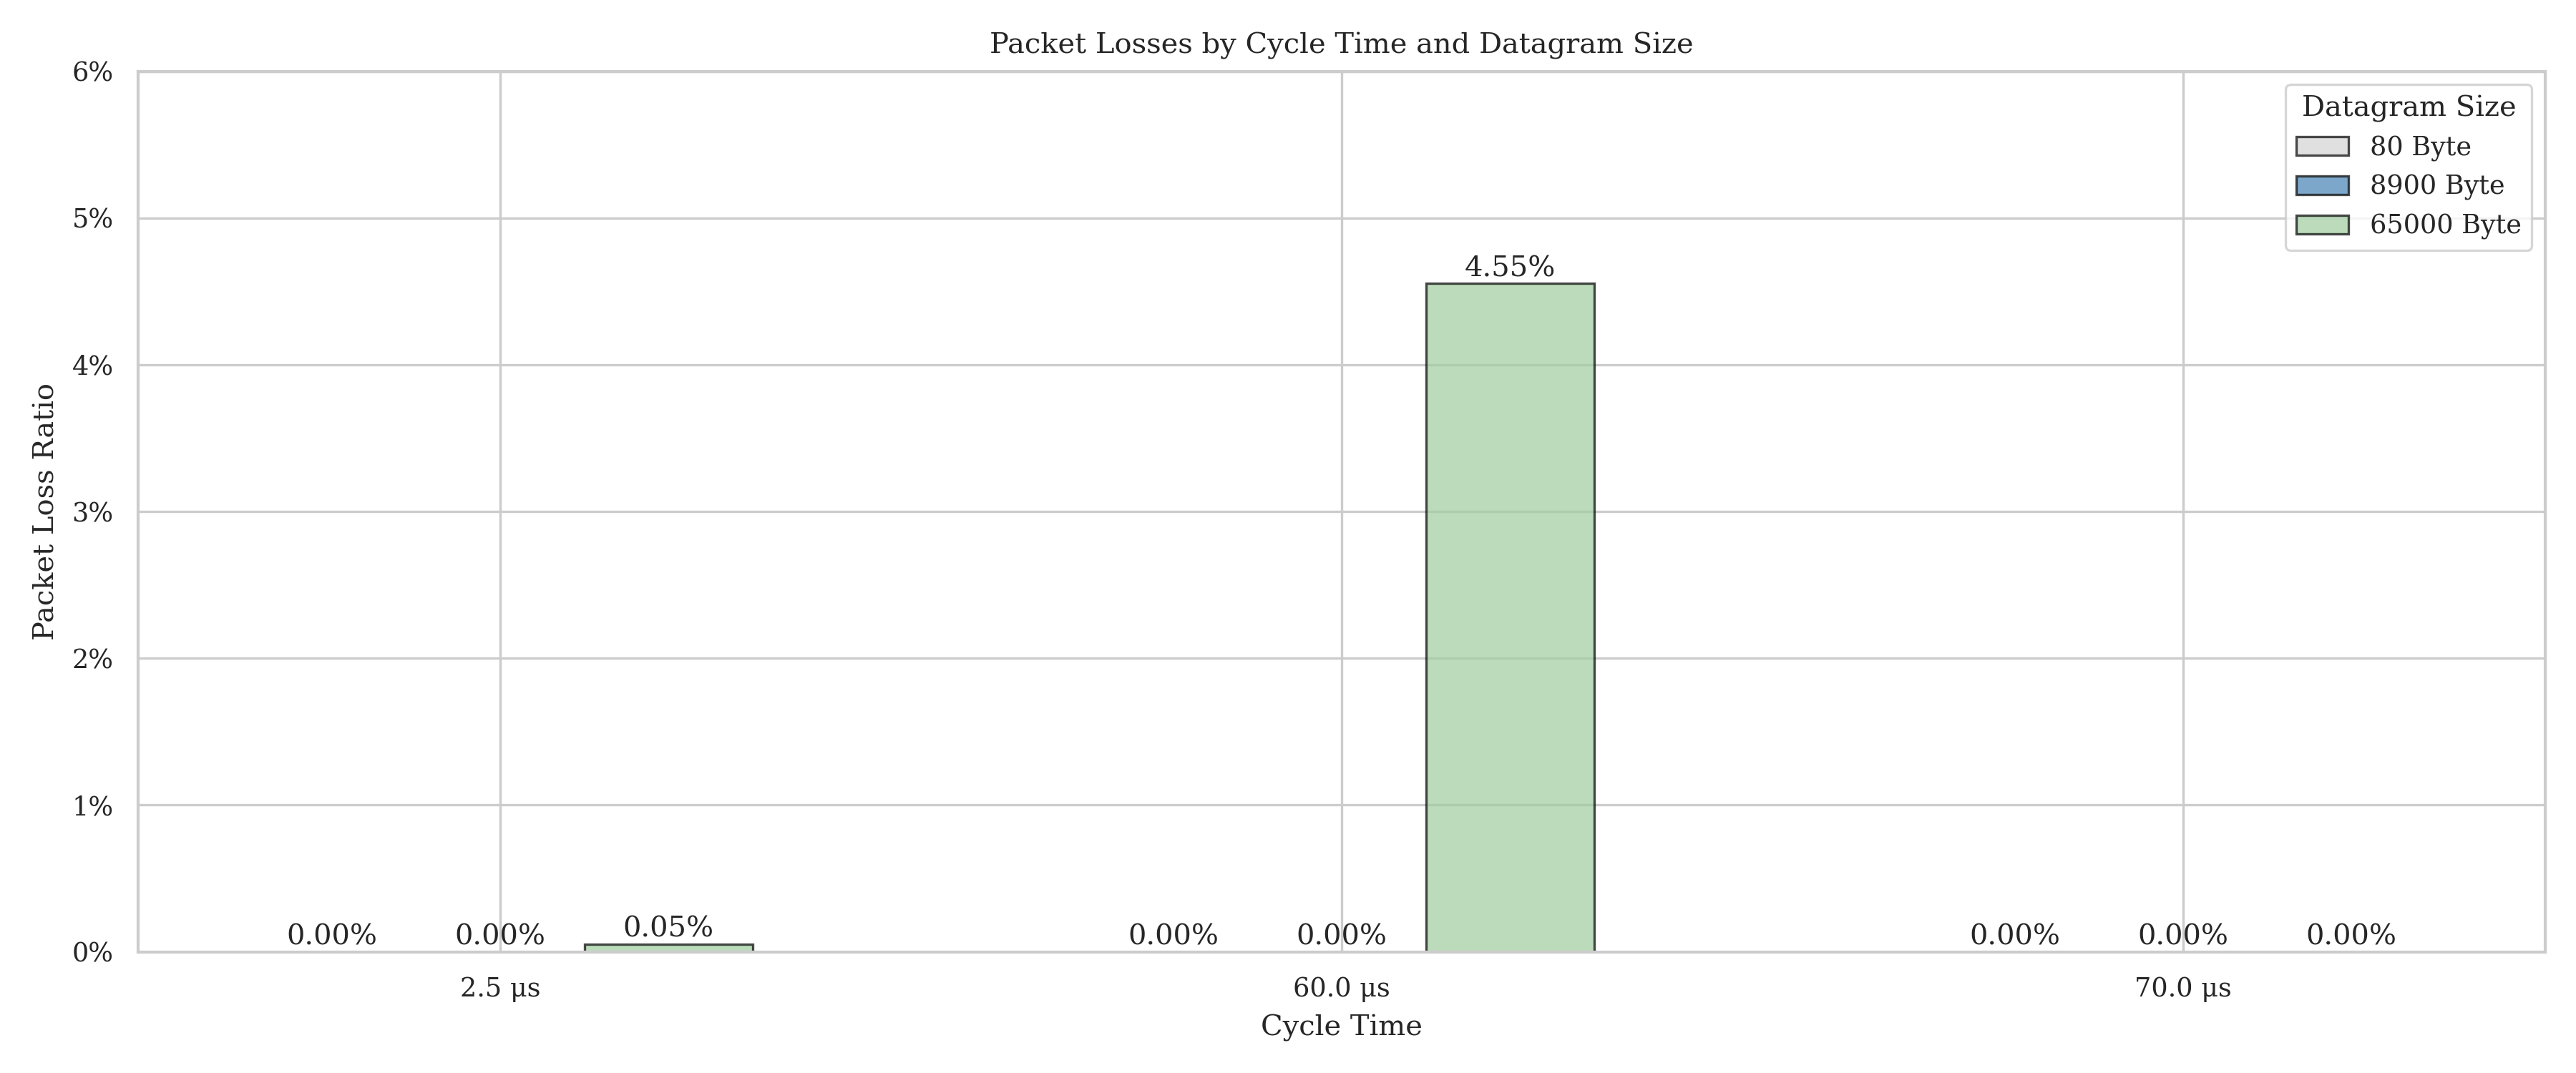 Packet Losses by Cycle Time and Datagram Size
Packet Loss Ratio
6%
5%
4%
3%
2%
1%
0%
Datagram Size
80 Byte
8900 Byte
65000 Byte
0.00%
0.00%
0.05%
0.00%
0.00%
4.55%
0.00%
0.00%
0.00%
2.5 µs
60.0 µs
70.0 µs
Cycle Time